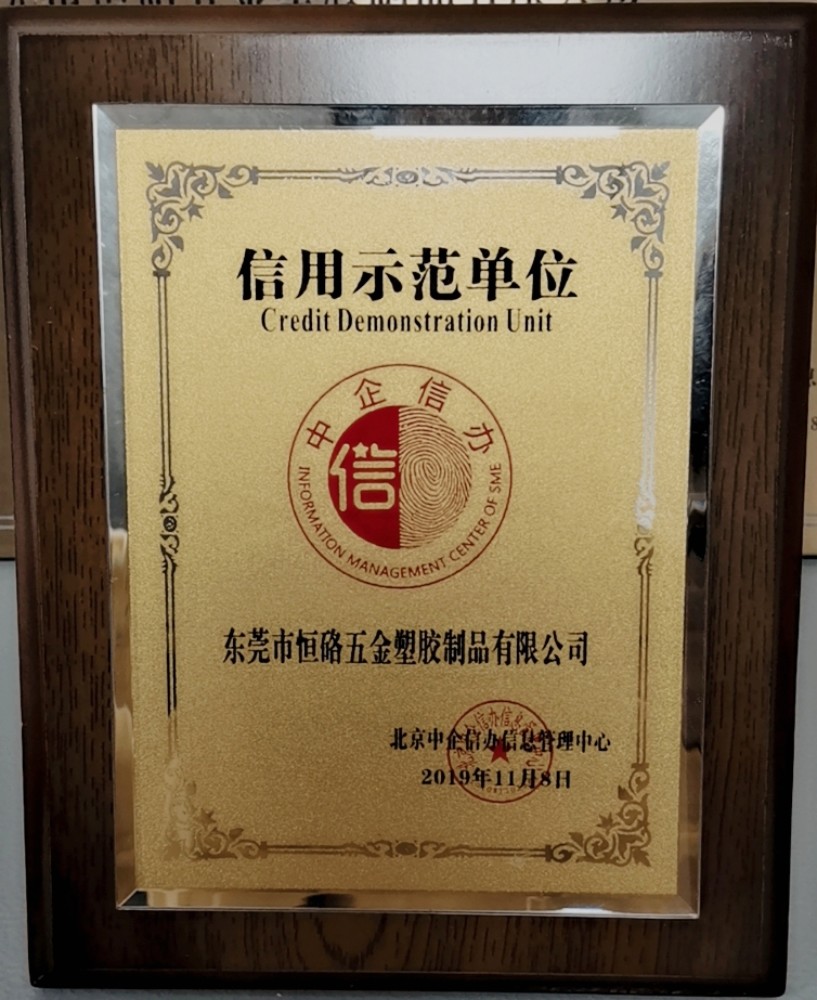 信用示范单位
Credit Demonstration Unit
中企信办
信
INFORMATION MANAGEMENT CENTER OF SME
东莞市恒硌五金塑胶制品有限公司
北京中企信办信息管理中心
2019年11月8日